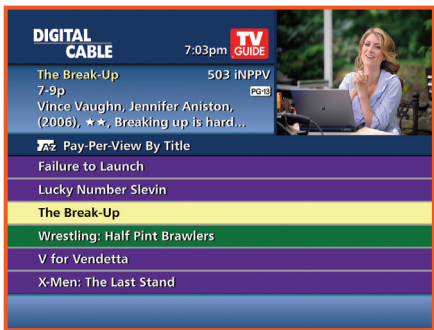 DIGITAL
CABLE
7:03pm
TV
GUIDE
The Break-Up 503 iNPPV
7-9p PG-13
Vince Vaughn, Jennifer Aniston,
(2006), ★★, Breaking up is hard...
A-Z Pay-Per-View By Title
Failure to Launch
Lucky Number Slevin
The Break-Up
Wrestling: Half Pint Brawlers
V for Vendetta
X-Men: The Last Stand